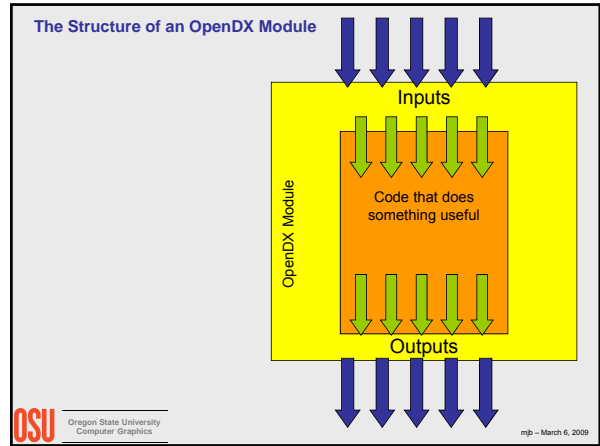 The Structure of an OpenDX Module
Inputs
OpenDX Module
Code that does
something useful
Outputs
OSU
Oregon State University
Computer Graphics
mjb – March 6, 2009